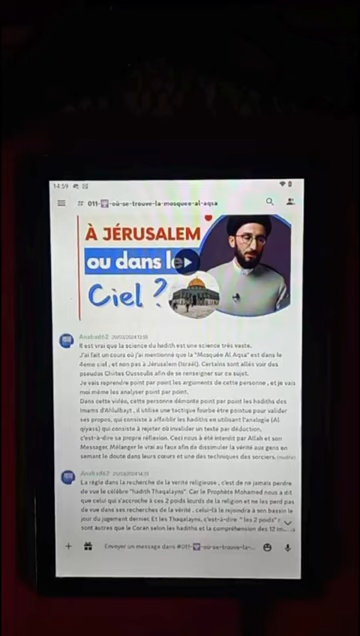 14:59
011- -où-se-trouve-la-mosquee-al-aqsa
À JÉRUSALEM
ou dans le
Ciel ?
Anahad62
Il est vrai que la science du hadith est une science très vaste.
J'ai fait un cours où j'ai mentionné que la "Mosquée Al Aqsa" est dans le
4eme ciel, et non pas à Jérusalem (Israël). Certains sont allés voir des
pseudos Chiites Oussoulis afin de se renseigner sur ce sujet.
Je vais reprendre point par point les arguments de cette personne, et je vais
moi même les analyser point par point.
Dans cette vidéo, cette personne démonte point par point les hadiths des
Imams d'Ahlulbayt, il utilise une tactique fourbe être pointue pour valider
ses propos, qui consiste à affaiblir les hadiths en utilisant l'analogie (Al
qiyass) qui consiste à rejeter où invalider un texte par déduction,
c'est-à-dire sa propre réflexion. Ceci nous a été interdit par Allah et son
Messager. Mélanger le vrai au faux afin de dissimuler la vérité aux gens en
semant le doute dans leurs cœurs et une des techniques des sorciers. (modifié)
Anahad62
La règle dans la recherche de la vérité religieuse, c'est de ne jamais perdre
de vue le célèbre "hadith Thaqalayns". Car le Prophète Mohamed nous a dit
que celui qui s'accroche à ces 2 poids lourds de la religion et ne les perd pas
de vue dans ses recherches de la vérité, celui-là le rejoindra à son bassin le
jour du jugement dernier. Et les Thaqalayns, c'est-à-dire "les 2 poids"
sont autres que le Coran selon les hadiths et la compréhension des 12 im...
Envoyer un message dans #011- -où-se-trouve-la-...